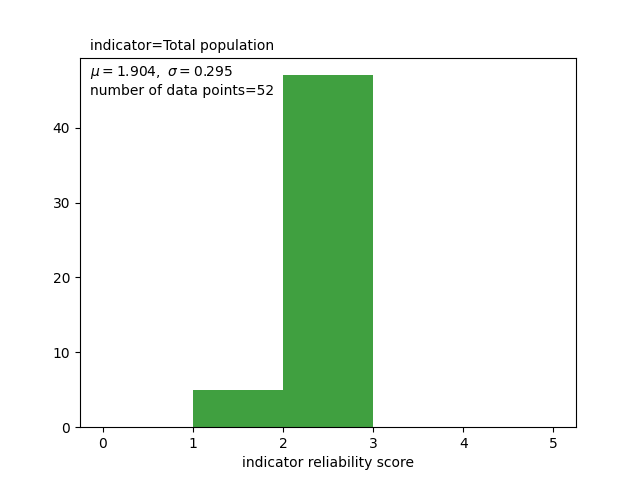 indicator=Total population
μ = 1.904, σ = 0.295
number of data points=52
40
30
20
10
0
0 1 2 3 4 5
indicator reliability score